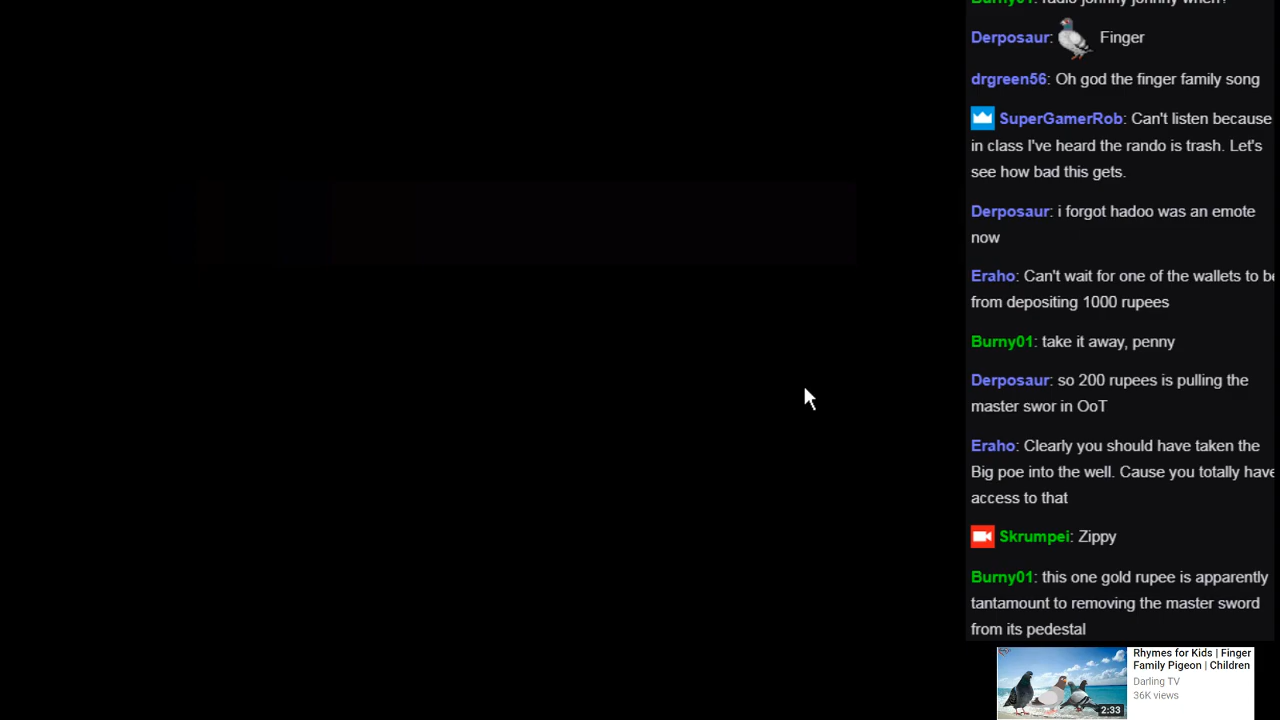 Burny01: radio johnny johnny when?
Derposaur: Finger
drgreen56: Oh god the finger family song
SuperGamerRob: Can't listen because
in class I've heard the rando is trash. Let's
see how bad this gets.
Derposaur: i forgot hadoo was an emote
now
Eraho: Can't wait for one of the wallets to be
from depositing 1000 rupees
Burny01: take it away, penny
Derposaur: so 200 rupees is pulling the
master swor in OoT
Eraho: Clearly you should have taken the
Big poe into the well. Cause you totally have
access to that
Skrumpei: Zippy
Burny01: this one gold rupee is apparently
tantamount to removing the master sword
from its pedestal
Rhymes for Kids | Finger
Family Pigeon | Children
Darling TV
36K views
2:33